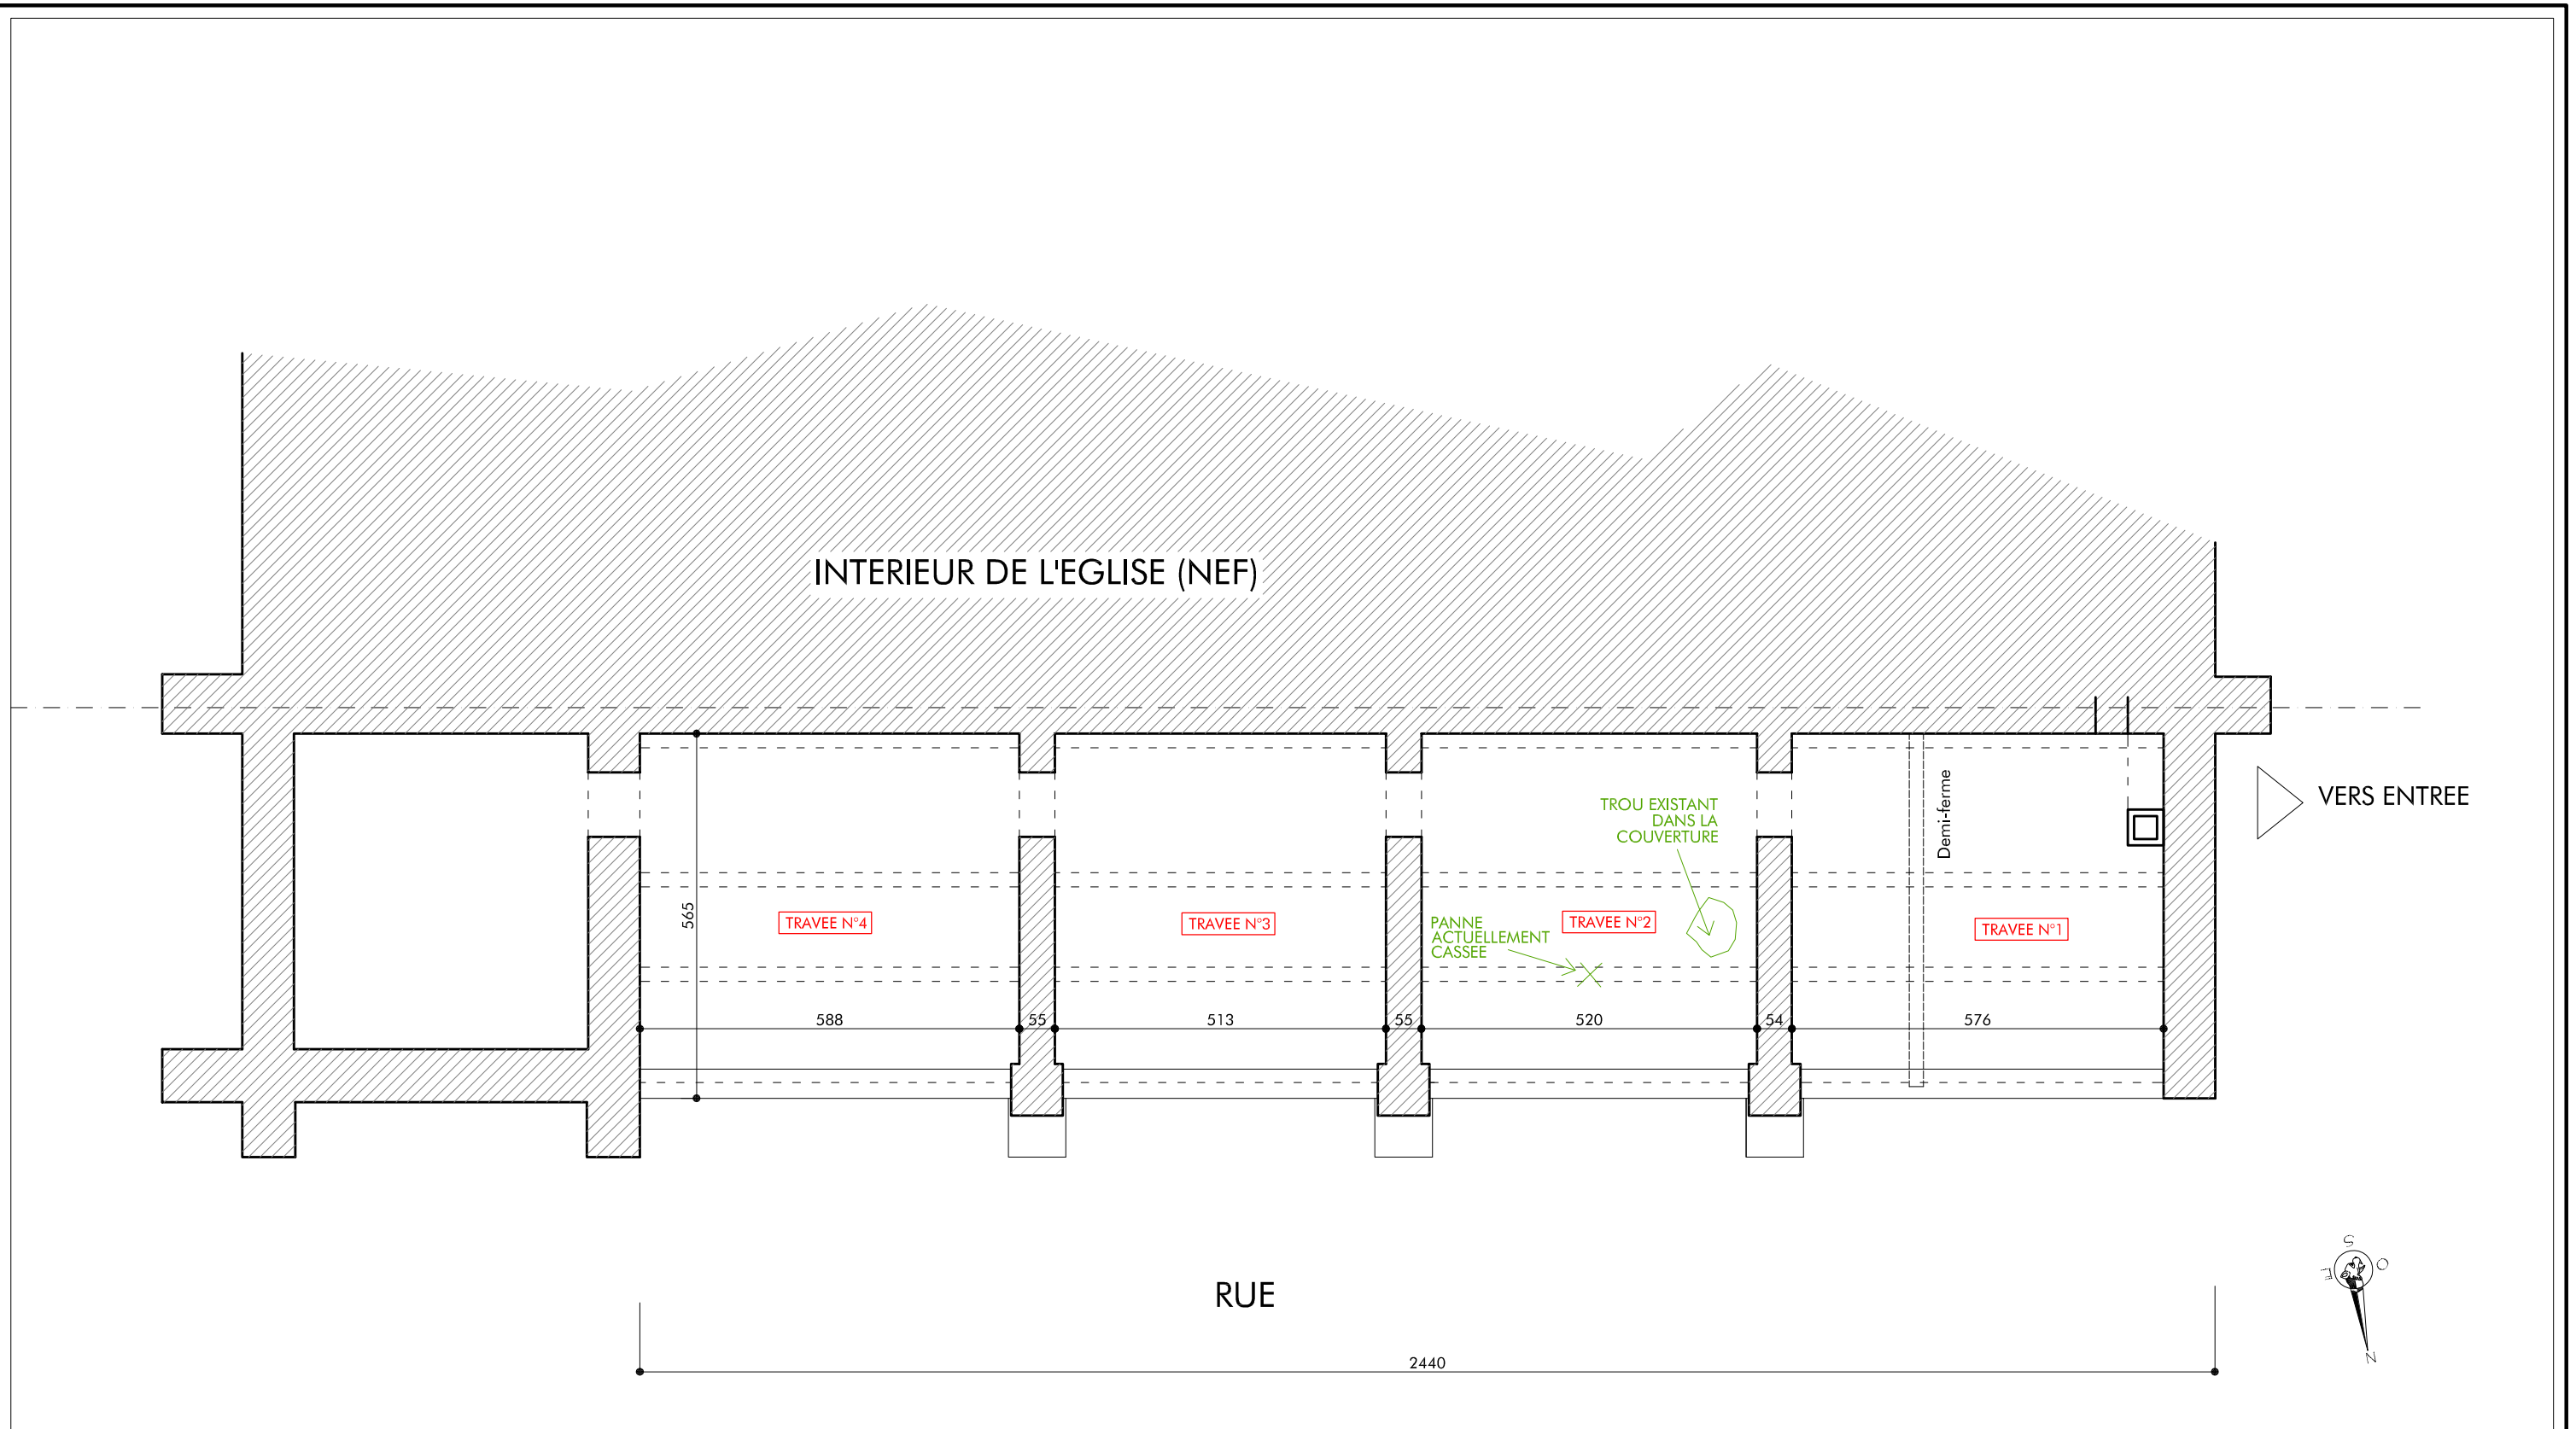 INTERIEUR DE L'EGLISE (NEF)
VERS ENTREE
Demi-ferme
TROU EXISTANT
DANS LA
COUVERTURE
565
TRAVEE N°4
TRAVEE N°3
PANNE
ACTUELLEMENT
CASSEE
TRAVEE N°2
TRAVEE N°1
588
55
513
55
520
54
576
RUE
S
E
O
N
2440